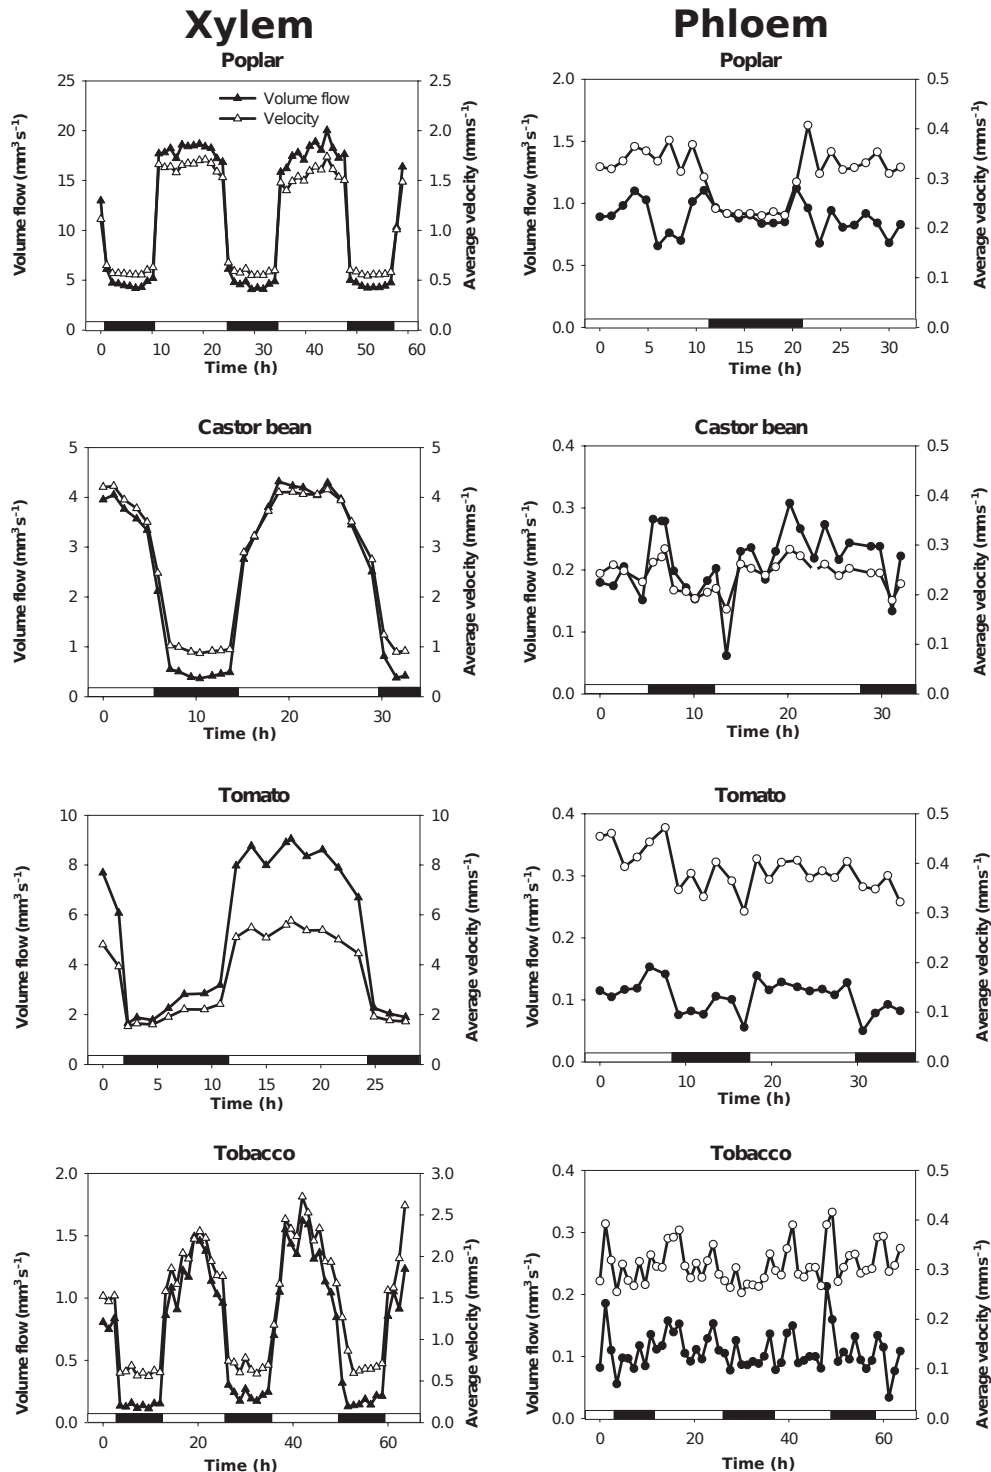 Xylem
Phloem
Poplar
Poplar
25
20
15
10
5
0
Volume flow (mm³s⁻¹)
Volume flow
Velocity
2.5
2.0
1.5
1.0
0.5
0.0
Average velocity (mms⁻¹)
0 10 20 30 40 50 60
Time (h)
2.0
1.5
1.0
0.5
0.0
Volume flow (mm³s⁻¹)
0.5
0.4
0.3
0.2
0.1
0.0
Average velocity (mms⁻¹)
0 5 10 15 20 25 30
Time (h)
Castor bean
Castor bean
5
4
3
2
1
0
Volume flow (mm³s⁻¹)
5
4
3
2
1
0
Average velocity (mms⁻¹)
0 10 20 30
Time (h)
0.4
0.3
0.2
0.1
0.0
Volume flow (mm³s⁻¹)
0.5
0.4
0.3
0.2
0.1
0.0
Average velocity (mms⁻¹)
0 10 20 30
Time (h)
Tomato
Tomato
10
8
6
4
2
0
Volume flow (mm³s⁻¹)
10
8
6
4
2
0
Average velocity (mms⁻¹)
0 5 10 15 20 25
Time (h)
0.4
0.3
0.2
0.1
0.0
Volume flow (mm³s⁻¹)
0.5
0.4
0.3
0.2
0.1
0.0
Average velocity (mms⁻¹)
0 10 20 30
Time (h)
Tobacco
Tobacco
2.0
1.5
1.0
0.5
0.0
Volume flow (mm³s⁻¹)
3.0
2.5
2.0
1.5
1.0
0.5
0.0
Average velocity (mms⁻¹)
0 20 40 60
Time (h)
0.4
0.3
0.2
0.1
0.0
Volume flow (mm³s⁻¹)
0.5
0.4
0.3
0.2
0.1
0.0
Average velocity (mms⁻¹)
0 20 40 60
Time (h)